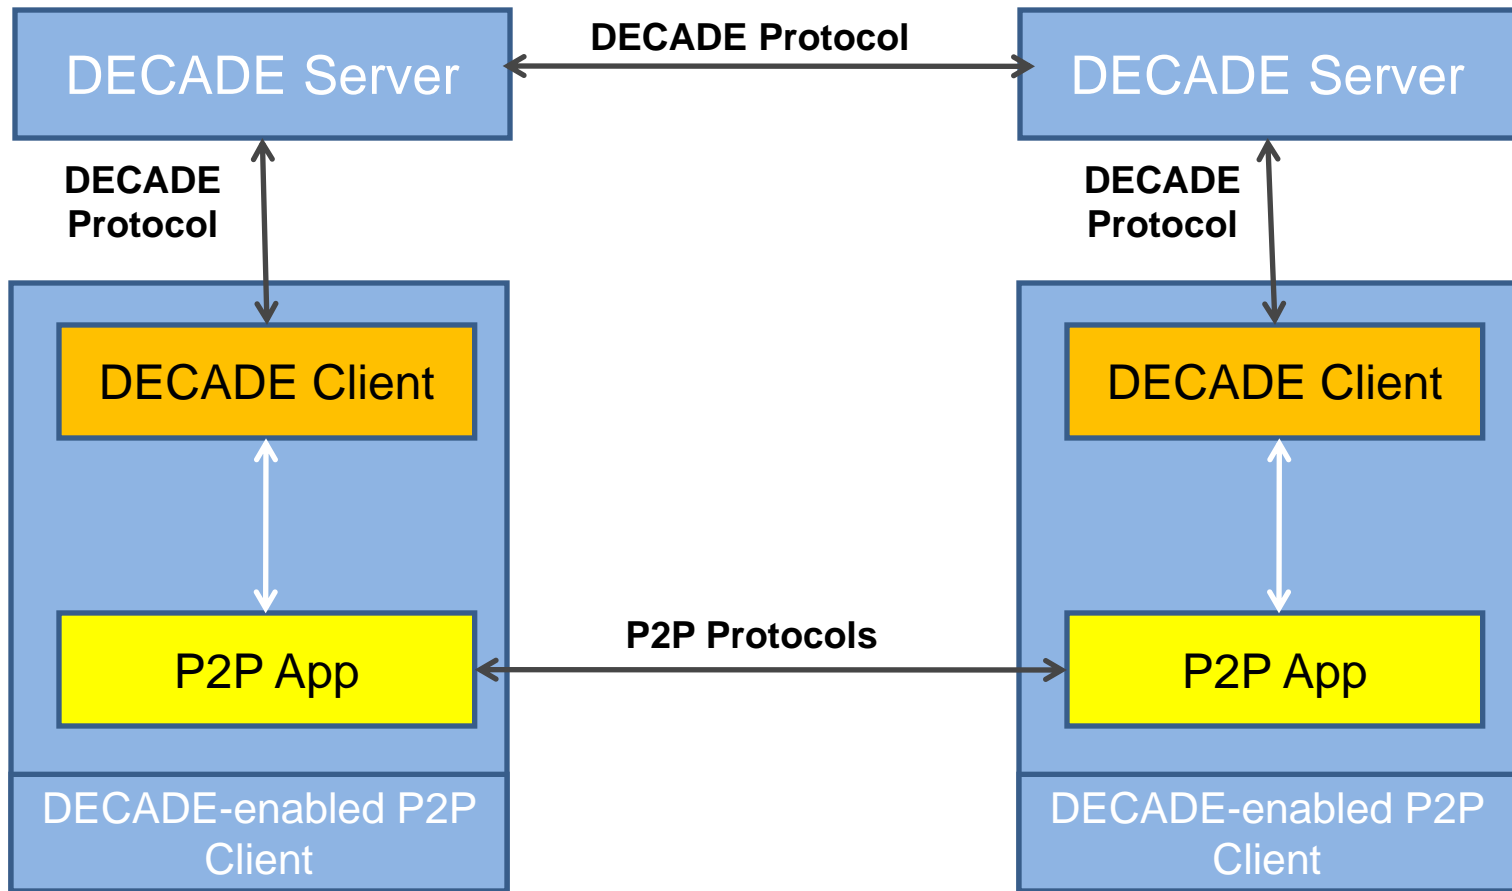 DECADE Protocol
DECADE Server
DECADE Server
DECADE
Protocol
DECADE
Protocol
DECADE Client
DECADE Client
P2P Protocols
P2P App
P2P App
DECADE-enabled P2P
Client
DECADE-enabled P2P
Client